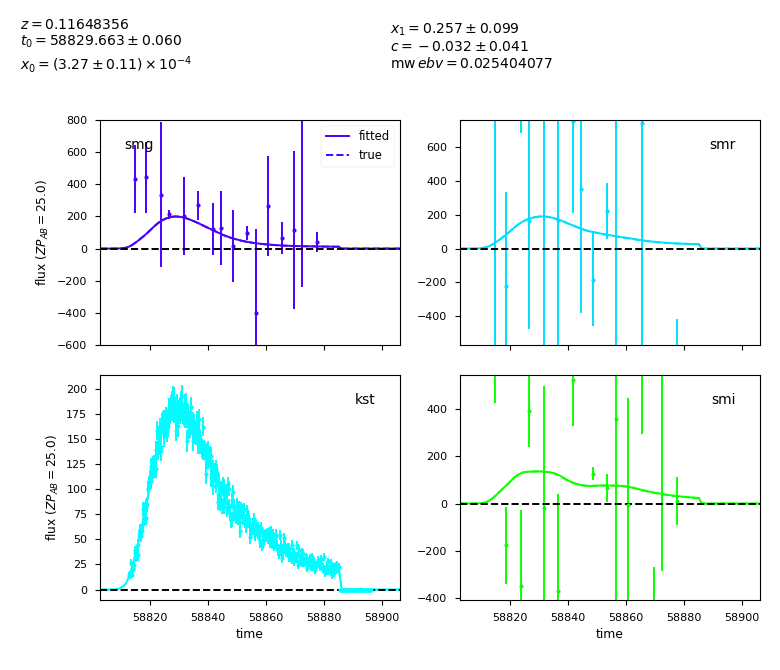 z = 0.11648356
t₀ = 58829.663 ± 0.060
x₀ = (3.27 ± 0.11) × 10⁻⁴
x₁ = 0.257 ± 0.099
c = −0.032 ± 0.041
mw ebv = 0.025404077
smg
fitted
true
800
600
400
200
0
−200
−400
−600
flux (ZP_AB = 25.0)
smr
600
400
200
0
−200
−400
kst
200
175
150
125
100
75
50
25
0
flux (ZP_AB = 25.0)
58820 58840 58860 58880 58900
time
smi
400
200
0
−200
−400
58820 58840 58860 58880 58900
time